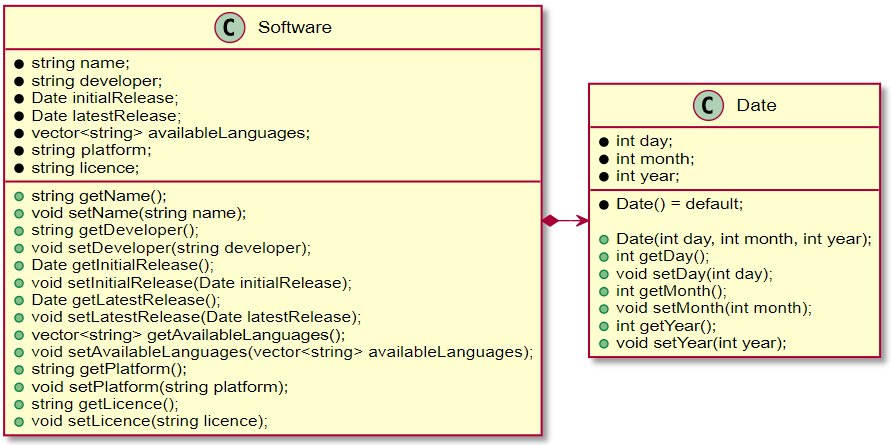 C Software
string name;
string developer;
Date initialRelease;
Date latestRelease;
vector<string> availableLanguages;
string platform;
string licence;
string getName();
void setName(string name);
string getDeveloper();
void setDeveloper(string developer);
Date getInitialRelease();
void setInitialRelease(Date initialRelease);
Date getLatestRelease();
void setLatestRelease(Date latestRelease);
vector<string> getAvailableLanguages();
void setAvailableLanguages(vector<string> availableLanguages);
string getPlatform();
void setPlatform(string platform);
string getLicence();
void setLicence(string licence);
C Date
int day;
int month;
int year;
Date() = default;
Date(int day, int month, int year);
int getDay();
void setDay(int day);
int getMonth();
void setMonth(int month);
int getYear();
void setYear(int year);